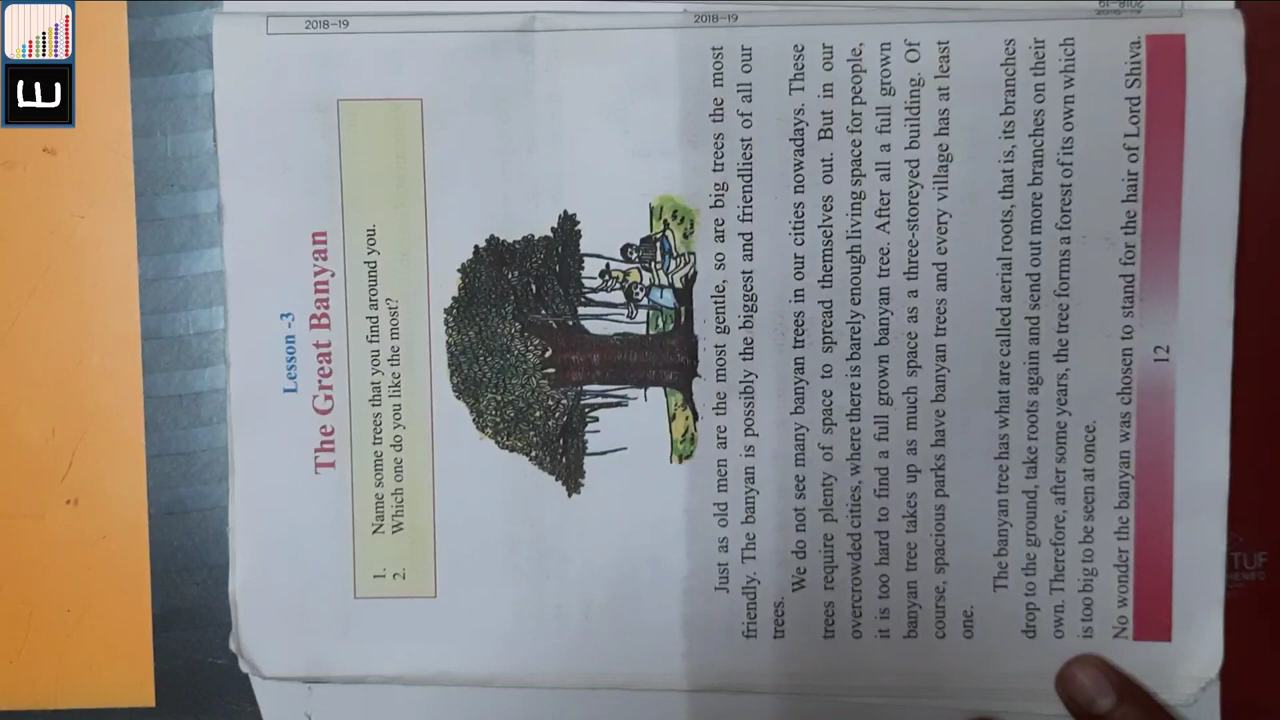 2018-19
2018-19
Lesson -3
The Great Banyan
1. Name some trees that you find around you.
2. Which one do you like the most?
Just as old men are the most gentle, so are big trees the most
friendly. The banyan is possibly the biggest and friendliest of all our
trees.
We do not see many banyan trees in our cities nowadays. These
trees require plenty of space to spread themselves out. But in our
overcrowded cities, where there is barely enough living space for people,
it is too hard to find a full grown banyan tree. After all a full grown
banyan tree takes up as much space as a three-storeyed building. Of
course, spacious parks have banyan trees and every village has at least
one.
The banyan tree has what are called aerial roots, that is, its branches
drop to the ground, take roots again and send out more branches on their
own. Therefore, after some years, the tree forms a forest of its own which
is too big to be seen at once.
No wonder the banyan was chosen to stand for the hair of Lord Shiva.
12
2018-19
E
TUF